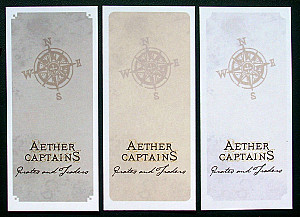 N
W E
S
AETHER
CAPTAINS
Pirates and Traders
N
W E
S
AETHER
CAPTAINS
Pirates and Traders
N
W E
S
AETHER
CAPTAINS
Pirates and Traders